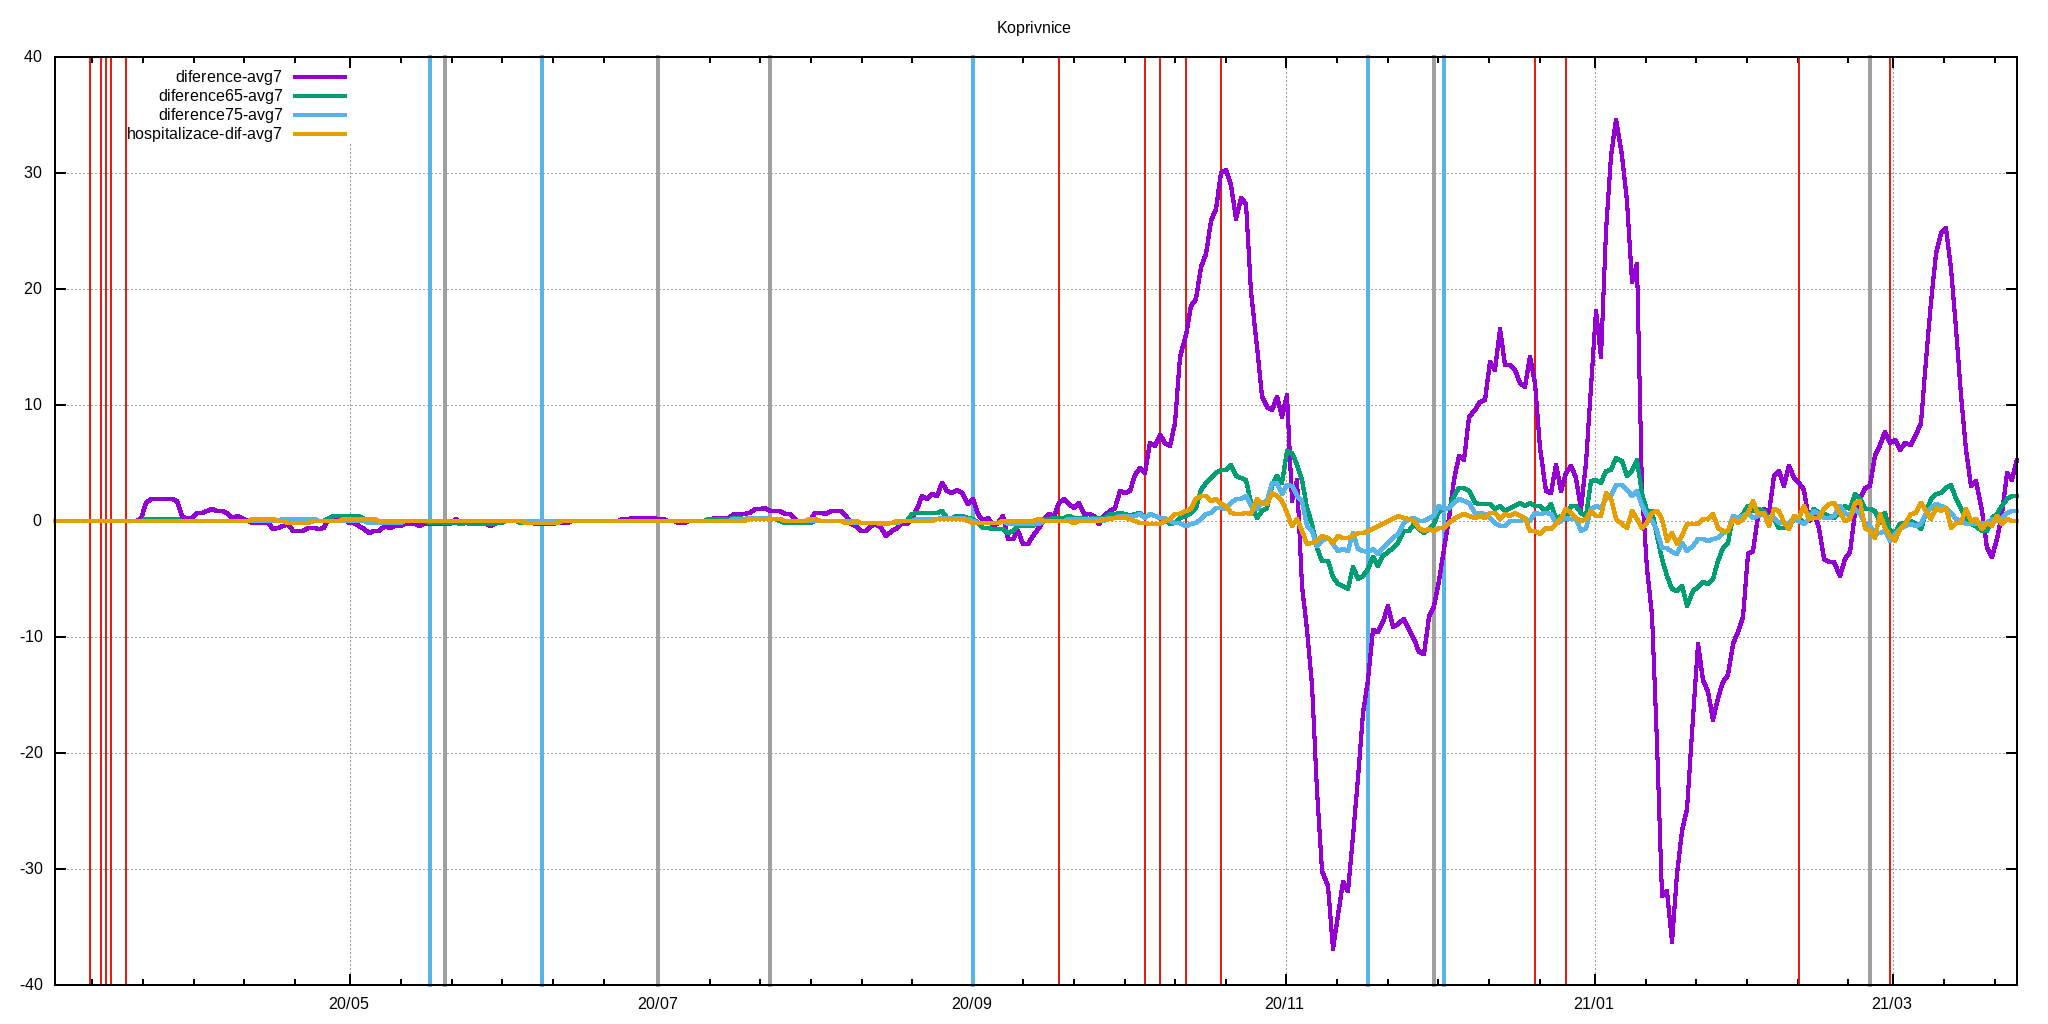 Koprivnice
40
diference-avg7
diference65-avg7
diference75-avg7
hospitalizace-dif-avg7
30
20
10
0
-10
-20
-30
-40
20/05 20/07 20/09 20/11 21/01 21/03